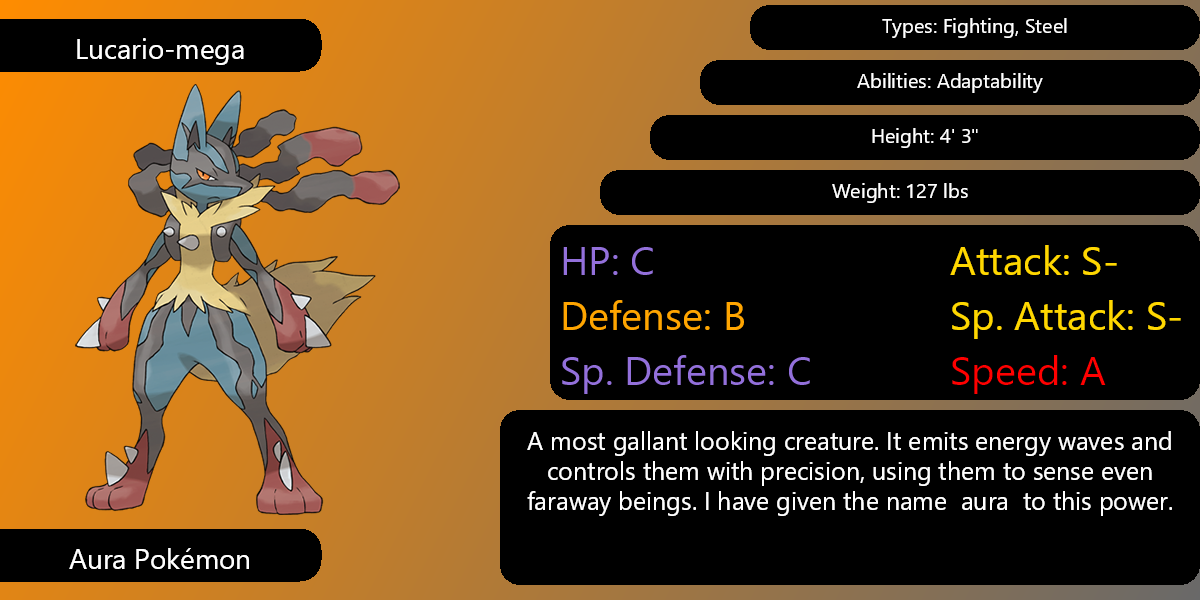 Lucario-mega
Types: Fighting, Steel
Abilities: Adaptability
Height: 4' 3"
Weight: 127 lbs
HP: C
Attack: S-
Defense: B
Sp. Attack: S-
Sp. Defense: C
Speed: A
A most gallant looking creature. It emits energy waves and
controls them with precision, using them to sense even
faraway beings. I have given the name  aura  to this power.
Aura Pokémon